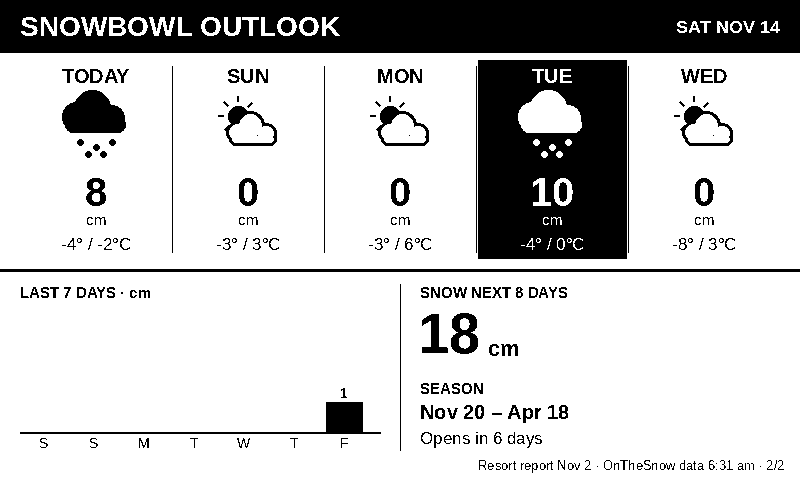 SNOWBOWL OUTLOOK
SAT NOV 14
TODAY
8
cm
-4° / -2°C
SUN
0
cm
-3° / 3°C
MON
0
cm
-3° / 6°C
TUE
10
cm
-4° / 0°C
WED
0
cm
-8° / 3°C
LAST 7 DAYS · cm
1
S S M T W T F
SNOW NEXT 8 DAYS
18 cm
SEASON
Nov 20 – Apr 18
Opens in 6 days
Resort report Nov 2 · OnTheSnow data 6:31 am · 2/2